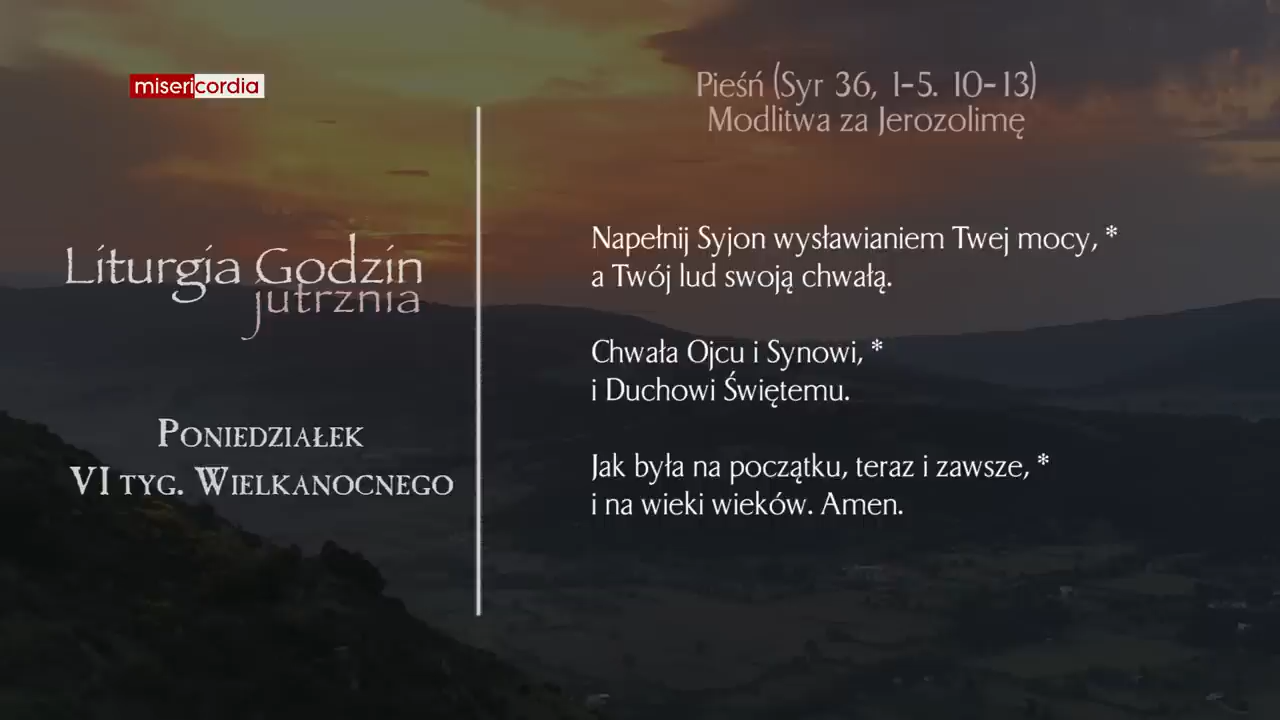 misericordia
Liturgia Godzin
jutrznia
Poniedziałek
VI tyg. Wielkanocnego
Pieśń (Syr 36, 1-5. 10-13)
Modlitwa za Jerozolimę
Napełnij Syjon wysławianiem Twej mocy, *
a Twój lud swoją chwałą.
Chwała Ojcu i Synowi, *
i Duchowi Świętemu.
Jak była na początku, teraz i zawsze, *
i na wieki wieków. Amen.